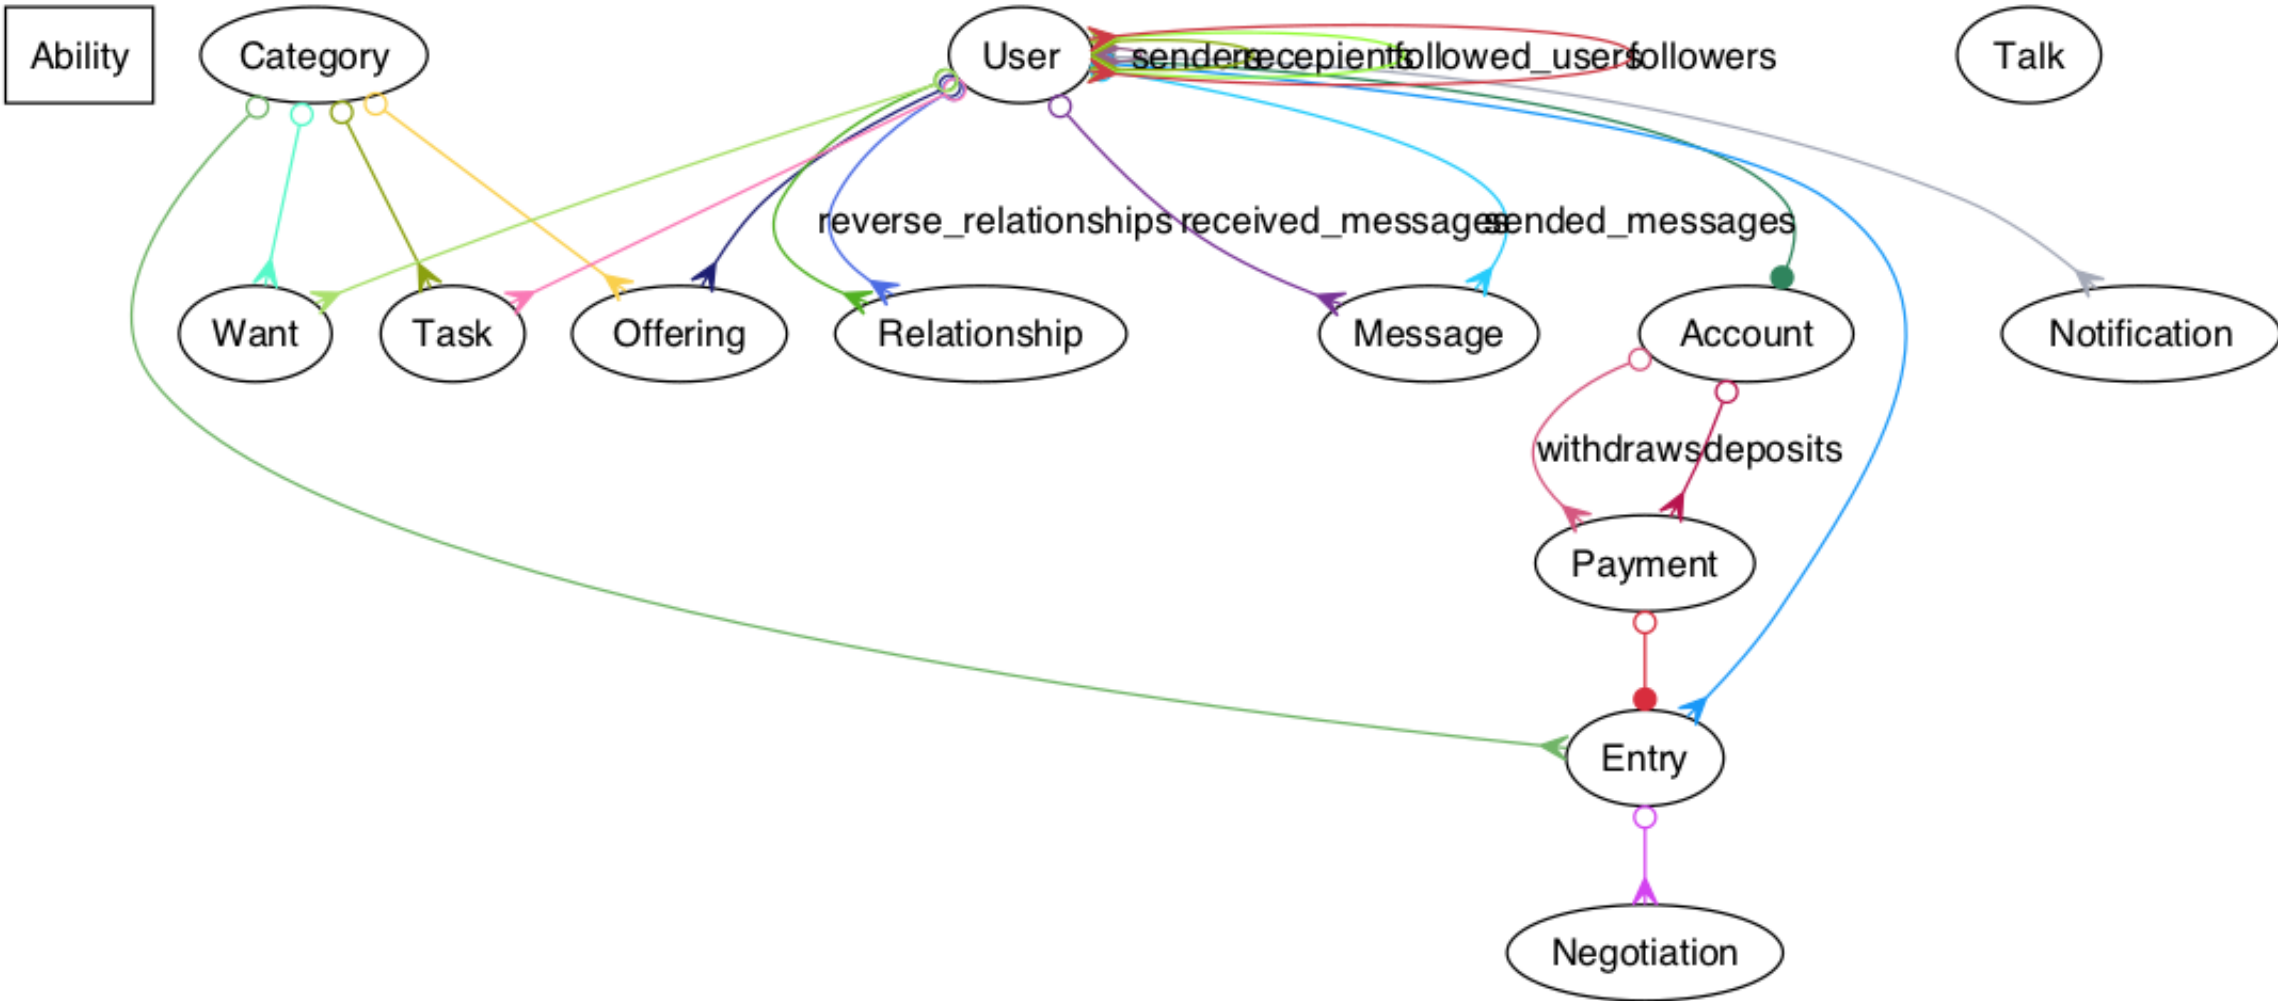 Ability
Category
User
senders
recepients
followed_users
followers
Talk
reverse_relationships
received_messages
sended_messages
Want
Task
Offering
Relationship
Message
Account
Notification
withdraws
deposits
Payment
Entry
Negotiation